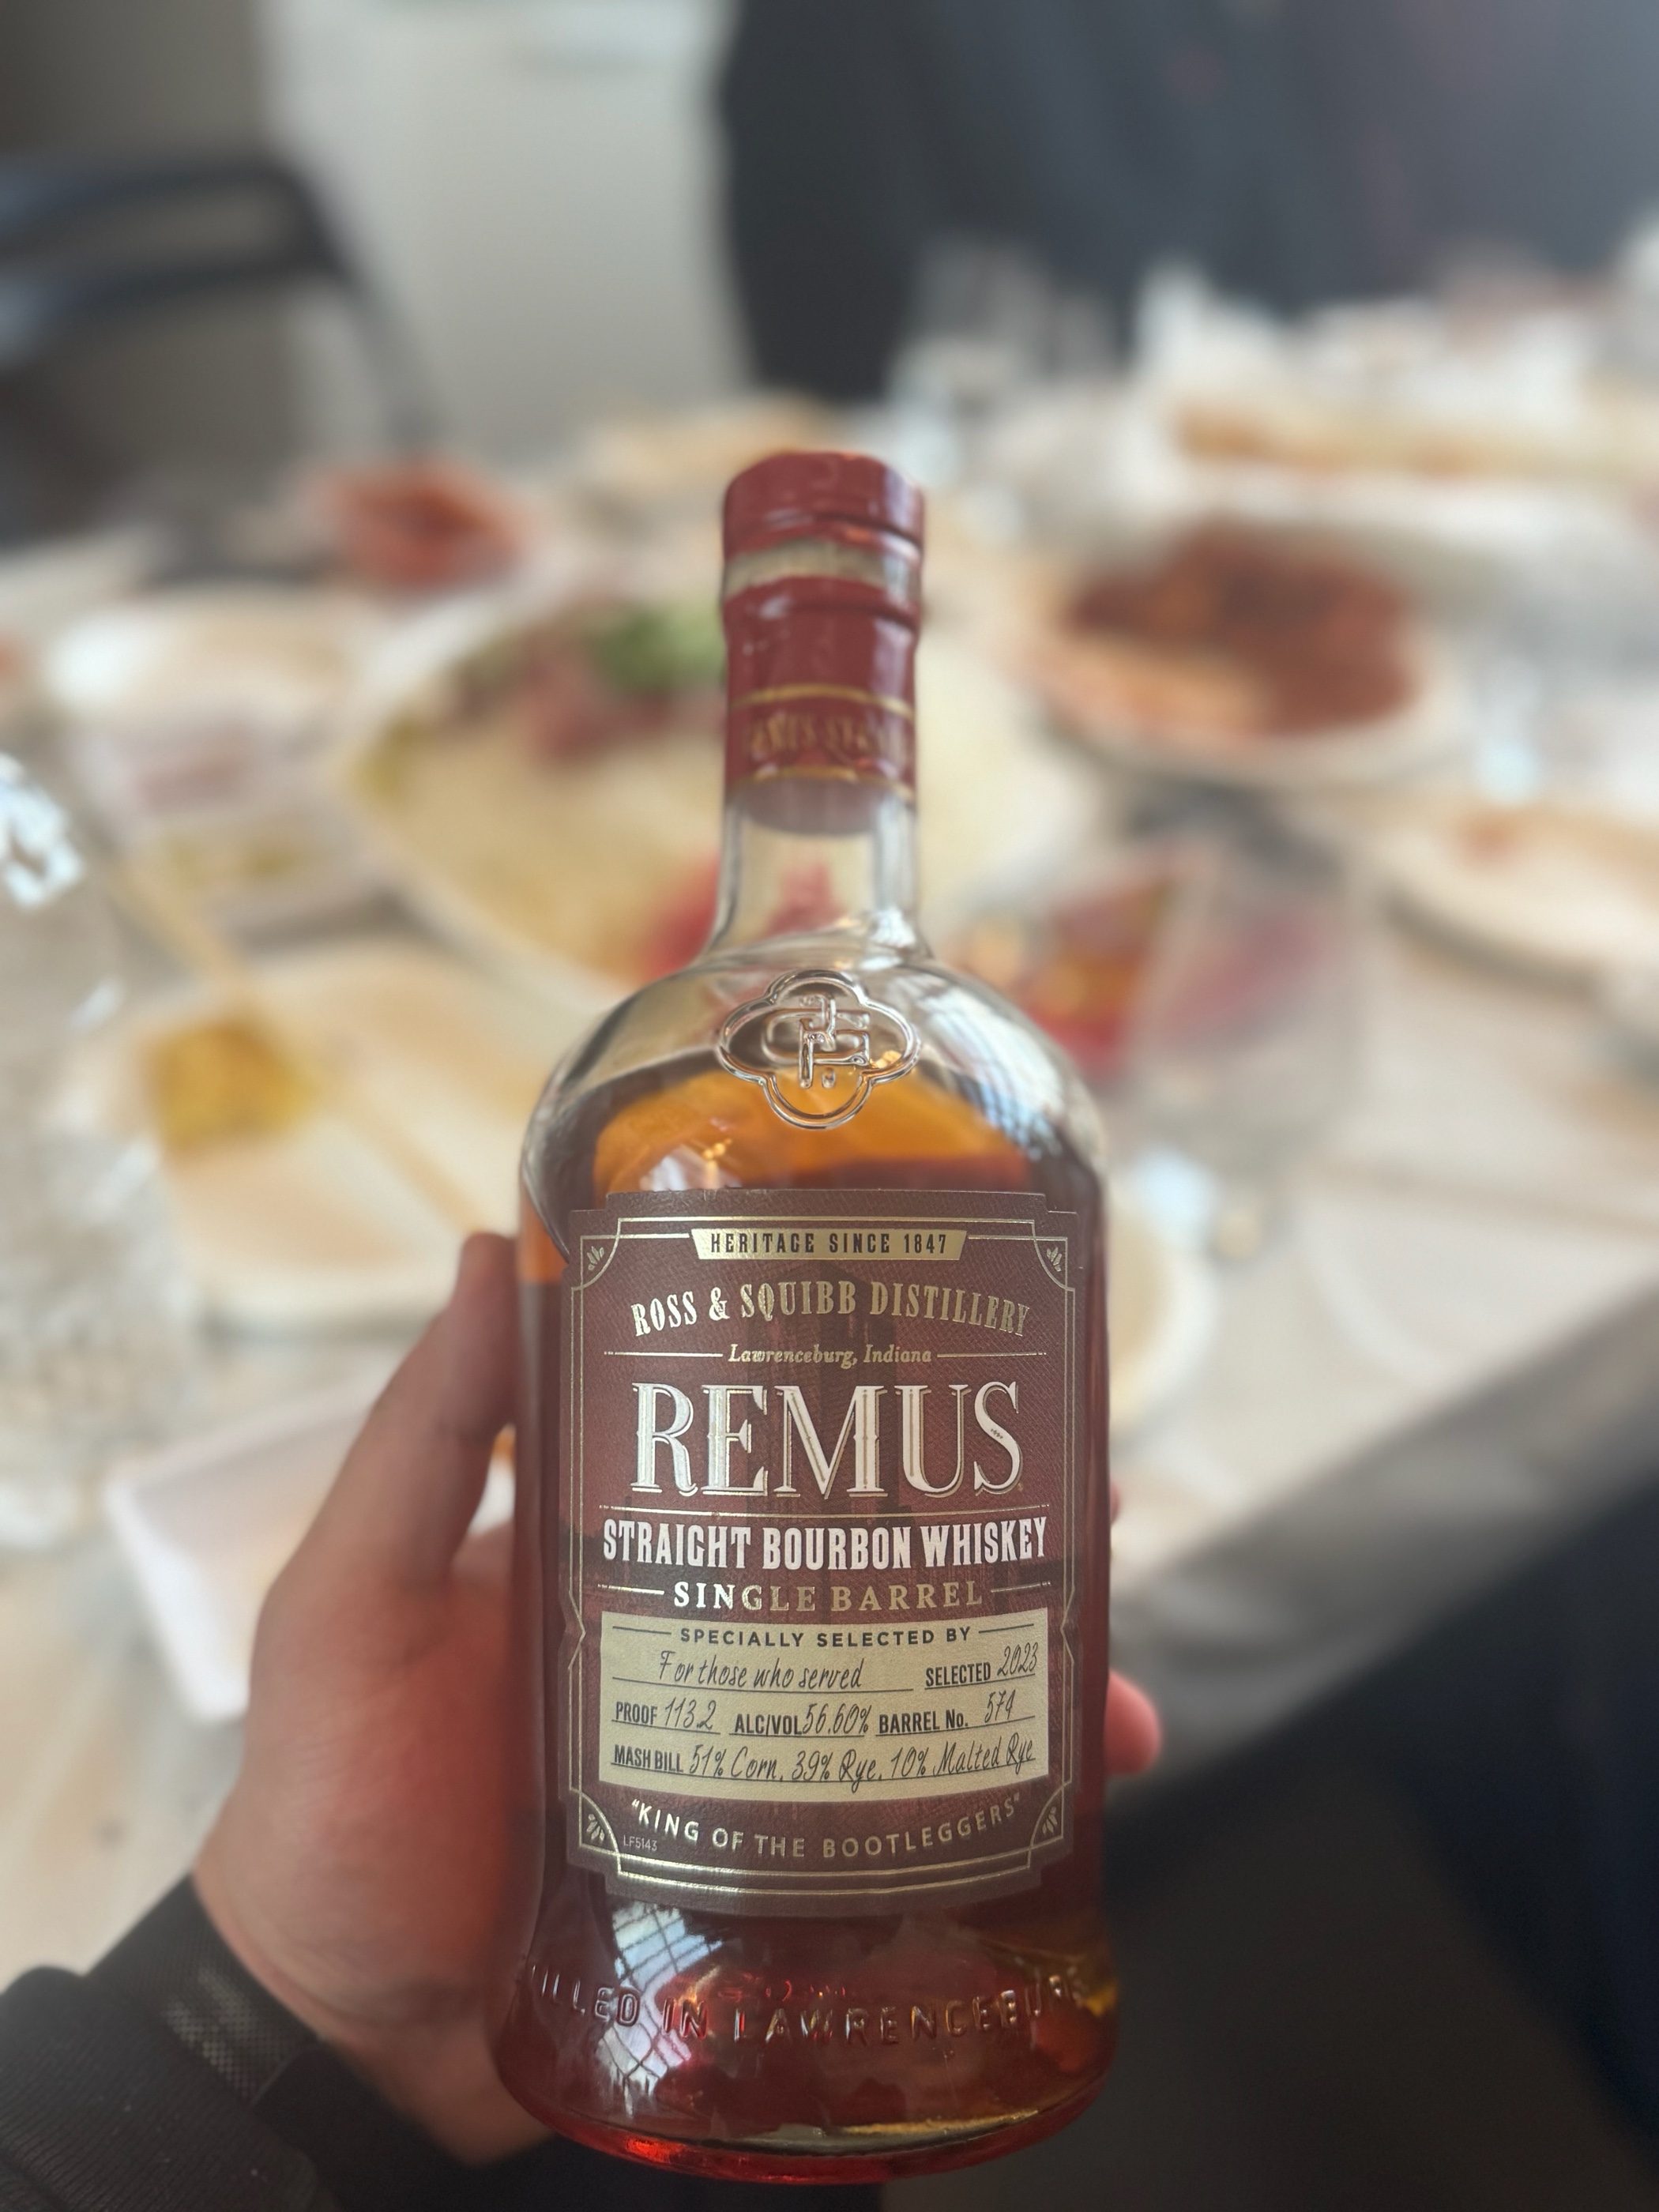 HERITAGE SINCE 1847
ROSS & SQUIBB DISTILLERY
Lawrenceburg, Indiana
REMUS
STRAIGHT BOURBON WHISKEY
SINGLE BARREL
SPECIALLY SELECTED BY
For those who served SELECTED 2023
PROOF 113.2 ALC/VOL 56.60% BARREL No. 574
MASH BILL 51% Corn, 39% Rye, 10% Malted Rye
"KING OF THE BOOTLEGGERS"
LF5143
IN LAWRENCEBURG